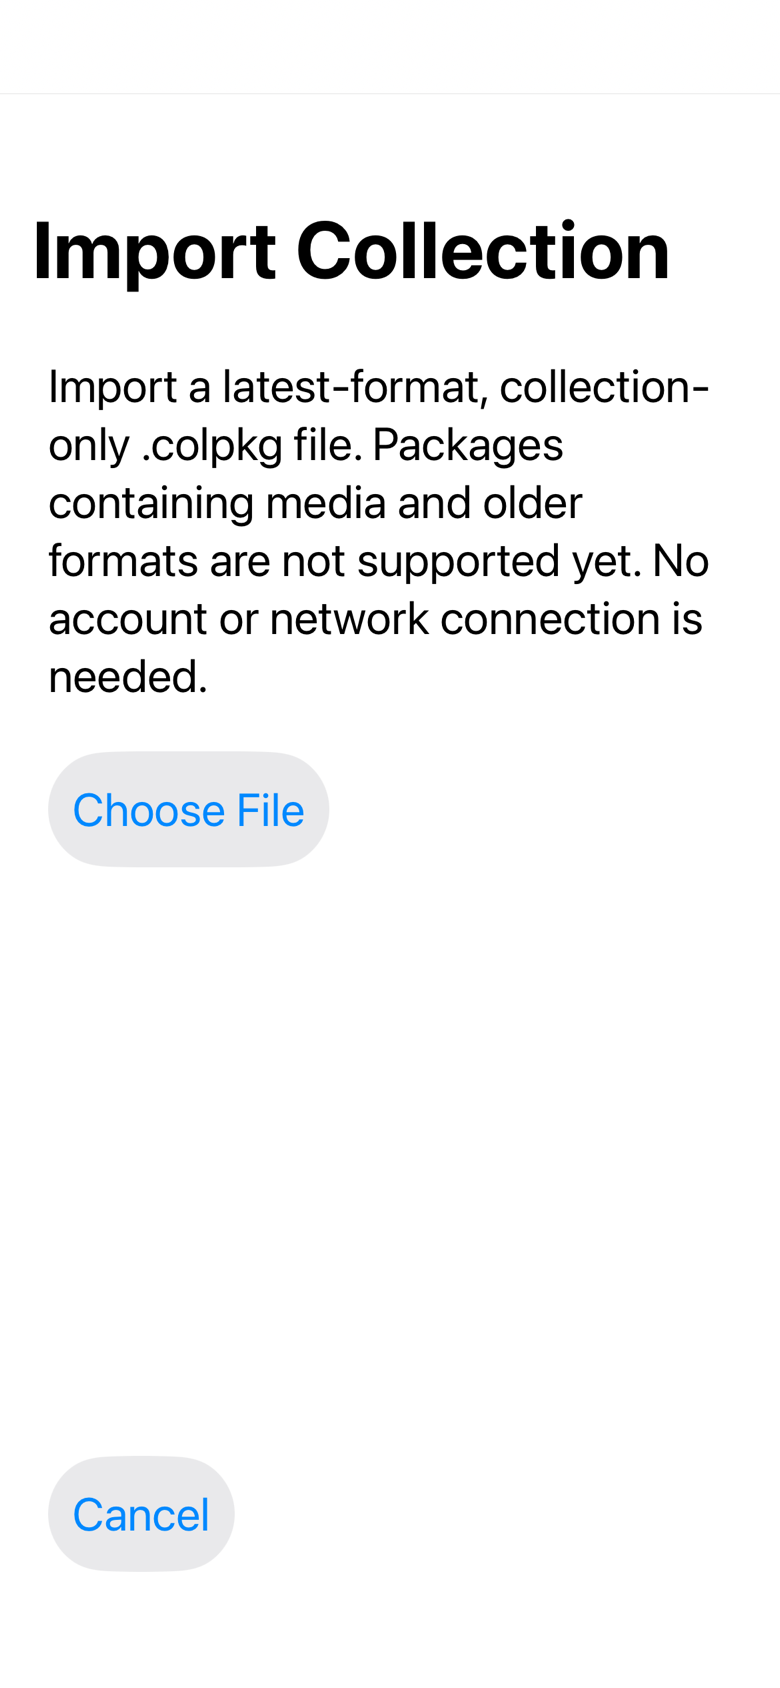 Import Collection
Import a latest-format, collection-
only .colpkg file. Packages
containing media and older
formats are not supported yet. No
account or network connection is
needed.
Choose File
Cancel